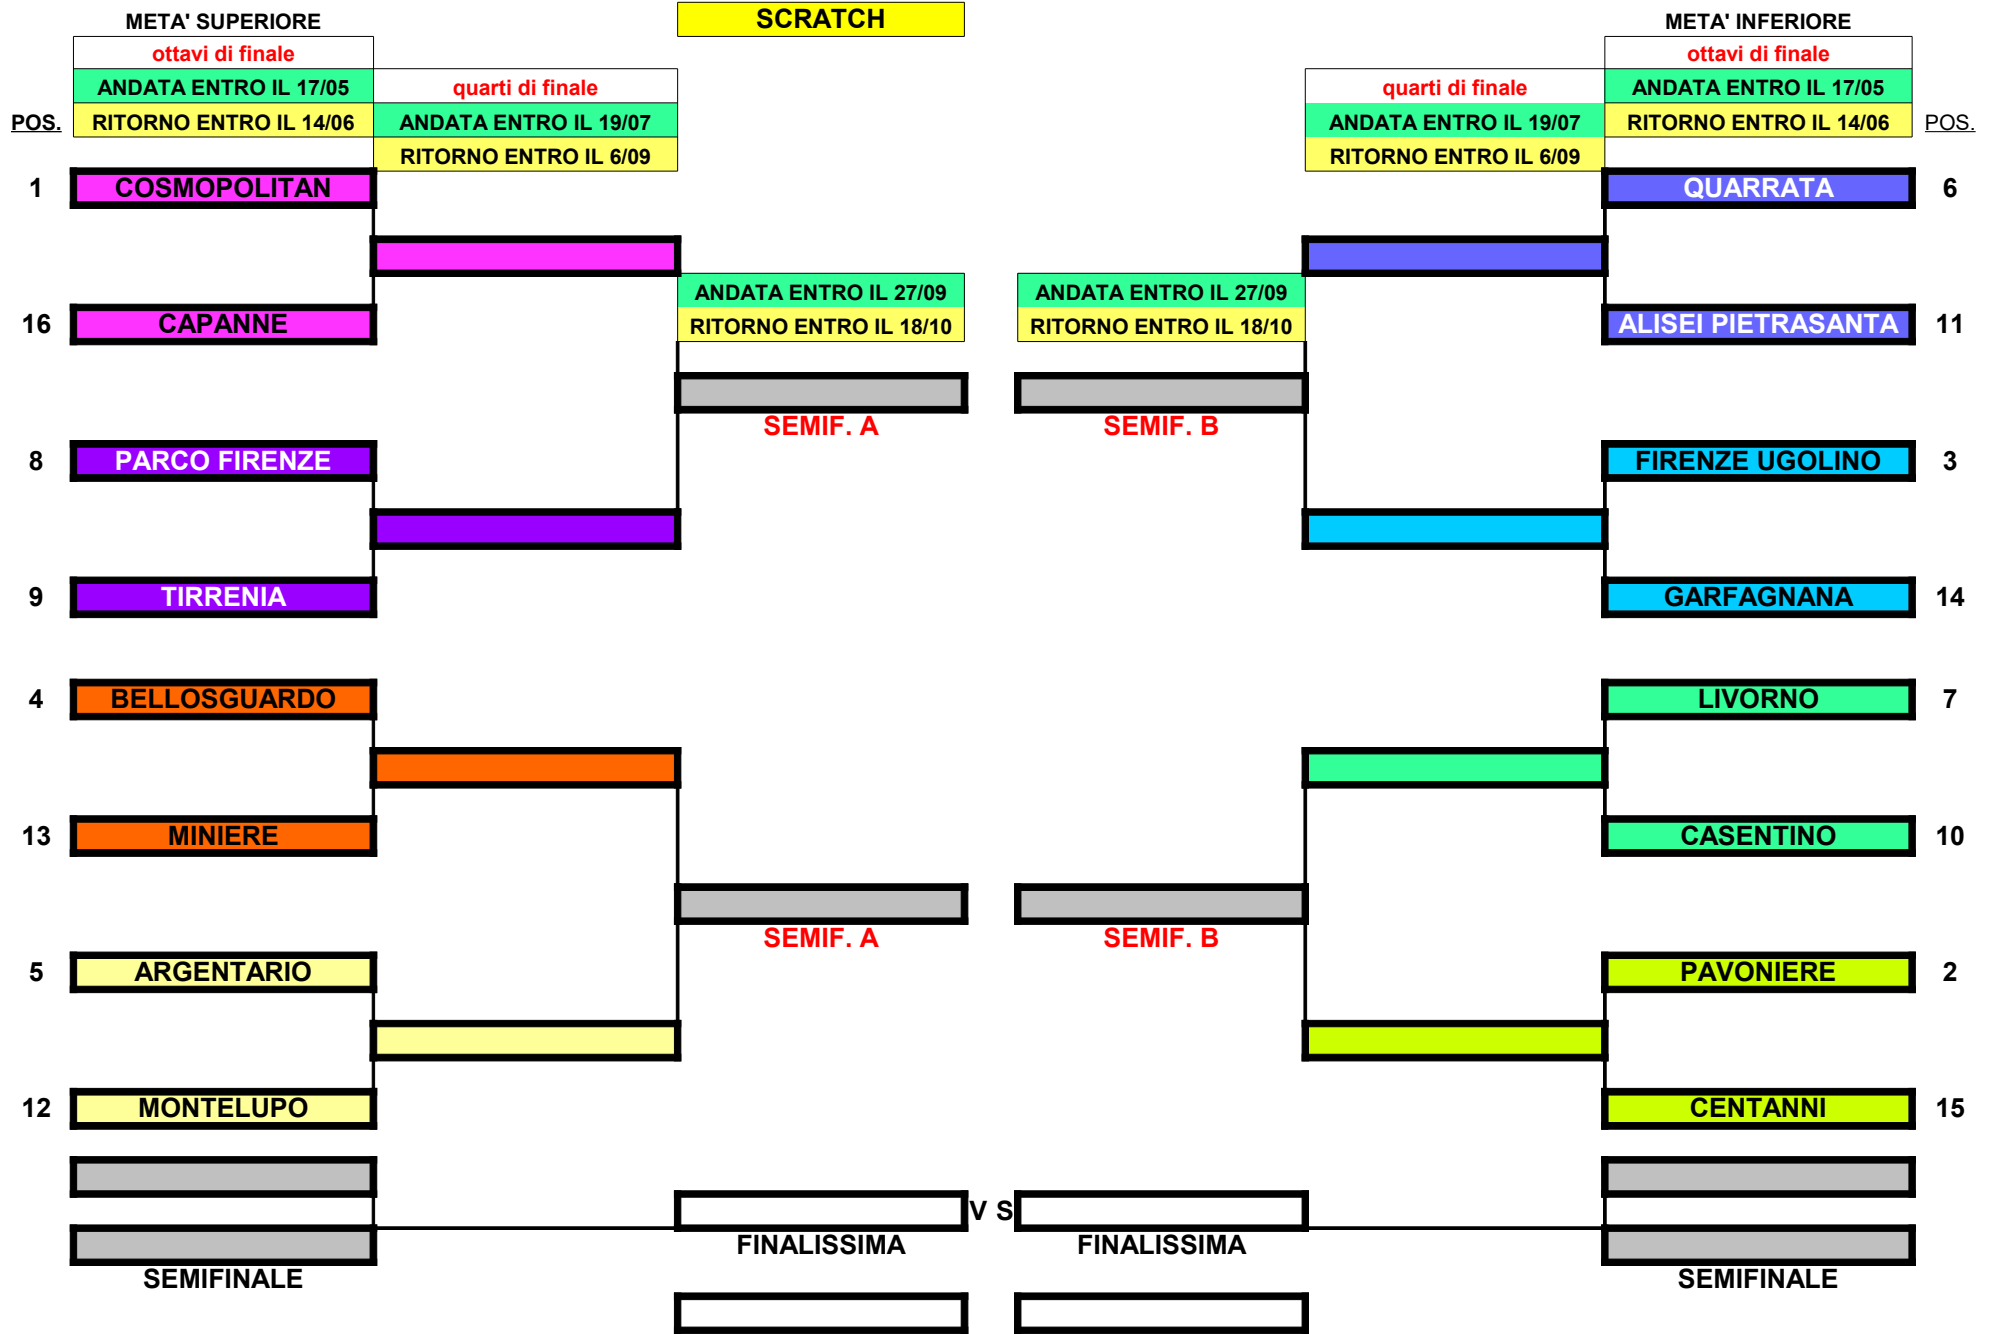 META' SUPERIORE
SCRATCH
META' INFERIORE
ottavi di finale
ottavi di finale
ANDATA ENTRO IL 17/05
quarti di finale
quarti di finale
ANDATA ENTRO IL 17/05
POS.
RITORNO ENTRO IL 14/06
ANDATA ENTRO IL 19/07
ANDATA ENTRO IL 19/07
RITORNO ENTRO IL 14/06
POS.
RITORNO ENTRO IL 6/09
RITORNO ENTRO IL 6/09
1 COSMOPOLITAN
QUARRATA 6
ANDATA ENTRO IL 27/09
ANDATA ENTRO IL 27/09
16 CAPANNE
RITORNO ENTRO IL 18/10
RITORNO ENTRO IL 18/10
ALISEI PIETRASANTA 11
SEMIF. A
SEMIF. B
8 PARCO FIRENZE
FIRENZE UGOLINO 3
9 TIRRENIA
GARFAGNANA 14
4 BELLOSGUARDO
LIVORNO 7
13 MINIERE
CASENTINO 10
SEMIF. A
SEMIF. B
5 ARGENTARIO
PAVONIERE 2
12 MONTELUPO
CENTANNI 15
V S
FINALISSIMA
FINALISSIMA
SEMIFINALE
SEMIFINALE